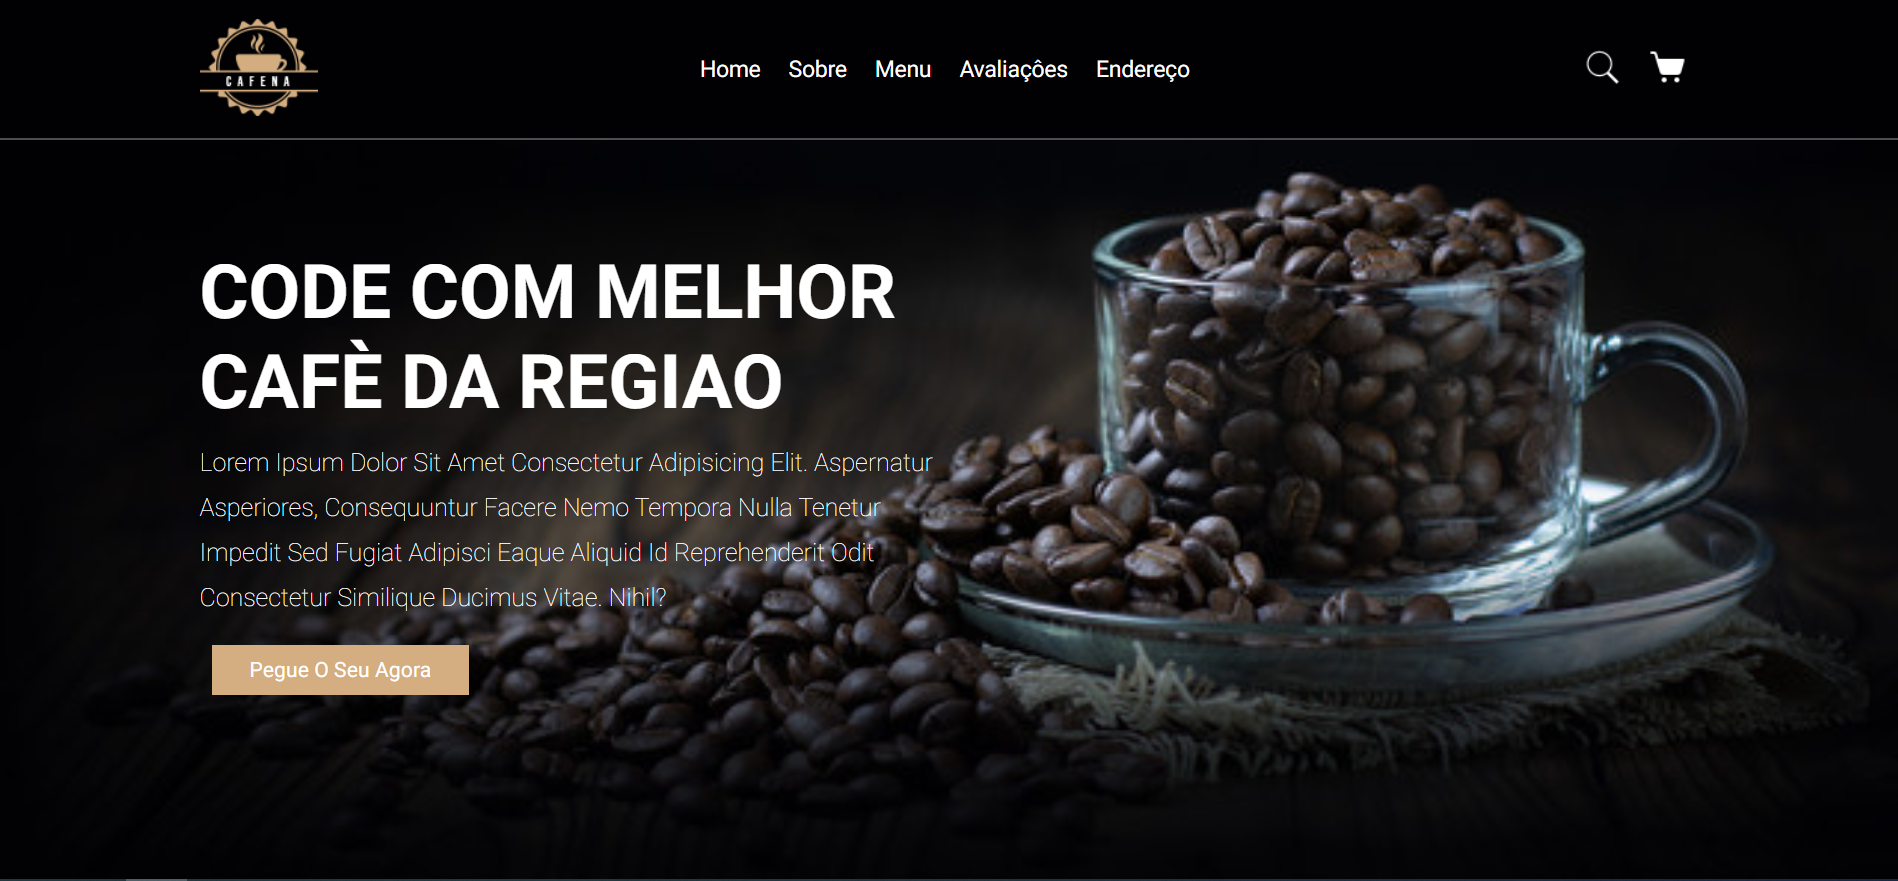 CAFENA
Home Sobre Menu Avaliaçôes Endereço
CODE COM MELHOR
CAFÈ DA REGIAO
Lorem Ipsum Dolor Sit Amet Consectetur Adipisicing Elit. Aspernatur
Asperiores, Consequuntur Facere Nemo Tempora Nulla Tenetur
Impedit Sed Fugiat Adipisci Eaque Aliquid Id Reprehenderit Odit
Consectetur Similique Ducimus Vitae. Nihil?
Pegue O Seu Agora